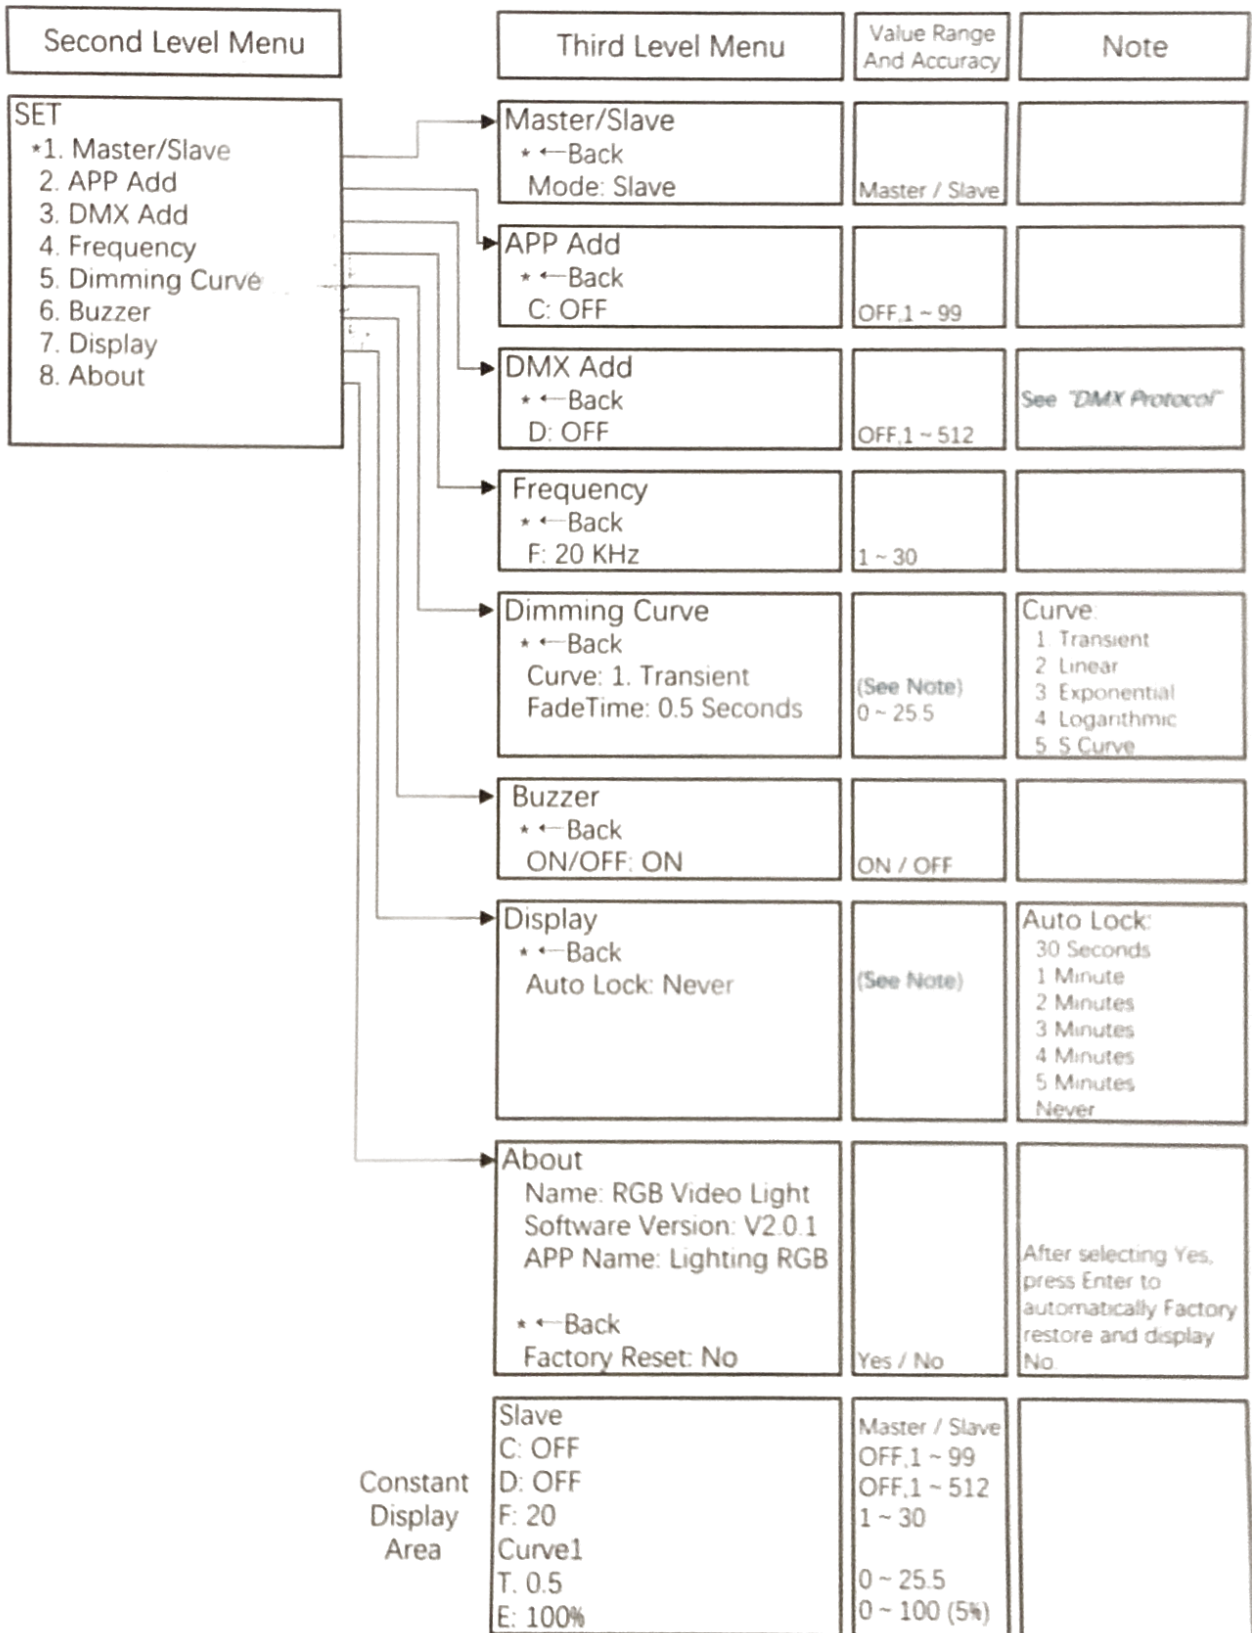 Second Level Menu
Third Level Menu
Value Range
And Accuracy
Note
SET
*1. Master/Slave
2. APP Add
3. DMX Add
4. Frequency
5. Dimming Curve
6. Buzzer
7. Display
8. About
Master/Slave
* ←Back
Mode: Slave
Master / Slave
APP Add
* ←Back
C: OFF
OFF,1 ~ 99
DMX Add
* ←Back
D: OFF
OFF,1 ~ 512
See "DMX Protocol"
Frequency
* ←Back
F: 20 KHz
1 ~ 30
Dimming Curve
* ←Back
Curve: 1. Transient
FadeTime: 0.5 Seconds
(See Note)
0 ~ 25.5
Curve:
1 Transient
2 Linear
3 Exponential
4 Logarithmic
5 S Curve
Buzzer
* ←Back
ON/OFF: ON
ON / OFF
Display
* ←Back
Auto Lock: Never
(See Note)
Auto Lock:
30 Seconds
1 Minute
2 Minutes
3 Minutes
4 Minutes
5 Minutes
Never
About
Name: RGB Video Light
Software Version: V2.0.1
APP Name: Lighting RGB
* ←Back
Factory Reset: No
Yes / No
After selecting Yes,
press Enter to
automatically Factory
restore and display
No.
Constant
Display
Area
Slave
C: OFF
D: OFF
F: 20
Curve1
T. 0.5
E: 100%
Master / Slave
OFF,1 ~ 99
OFF,1 ~ 512
1 ~ 30
0 ~ 25.5
0 ~ 100 (5%)